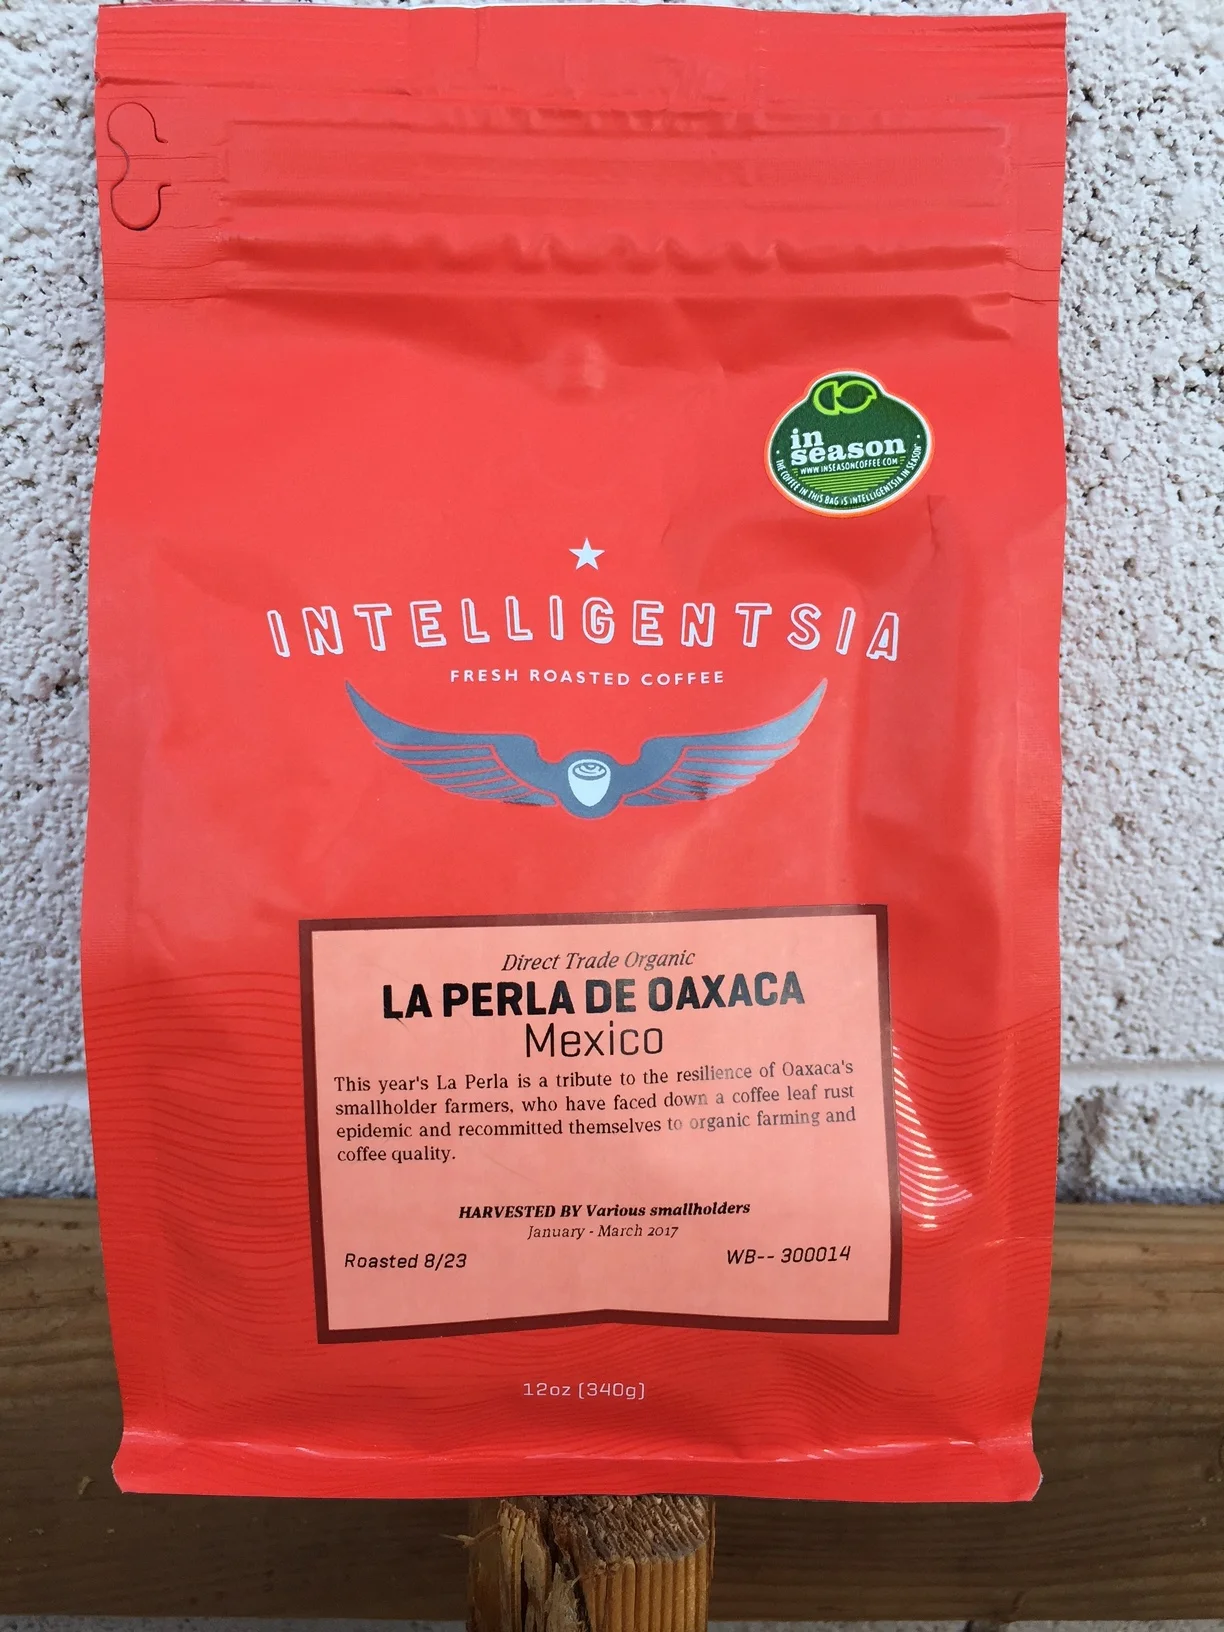 in
season
WWW.INSEASONCOFFEE.COM
• THE COFFEE IN THIS BAG IS INTELLIGENTSIA IN SEASON™ •
INTELLIGENTSIA
FRESH ROASTED COFFEE
Direct Trade Organic
LA PERLA DE OAXACA
Mexico
This year's La Perla is a tribute to the resilience of Oaxaca's
smallholder farmers, who have faced down a coffee leaf rust
epidemic and recommitted themselves to organic farming and
coffee quality.
HARVESTED BY Various smallholders
January - March 2017
Roasted 8/23
WB-- 300014
12oz (340g)